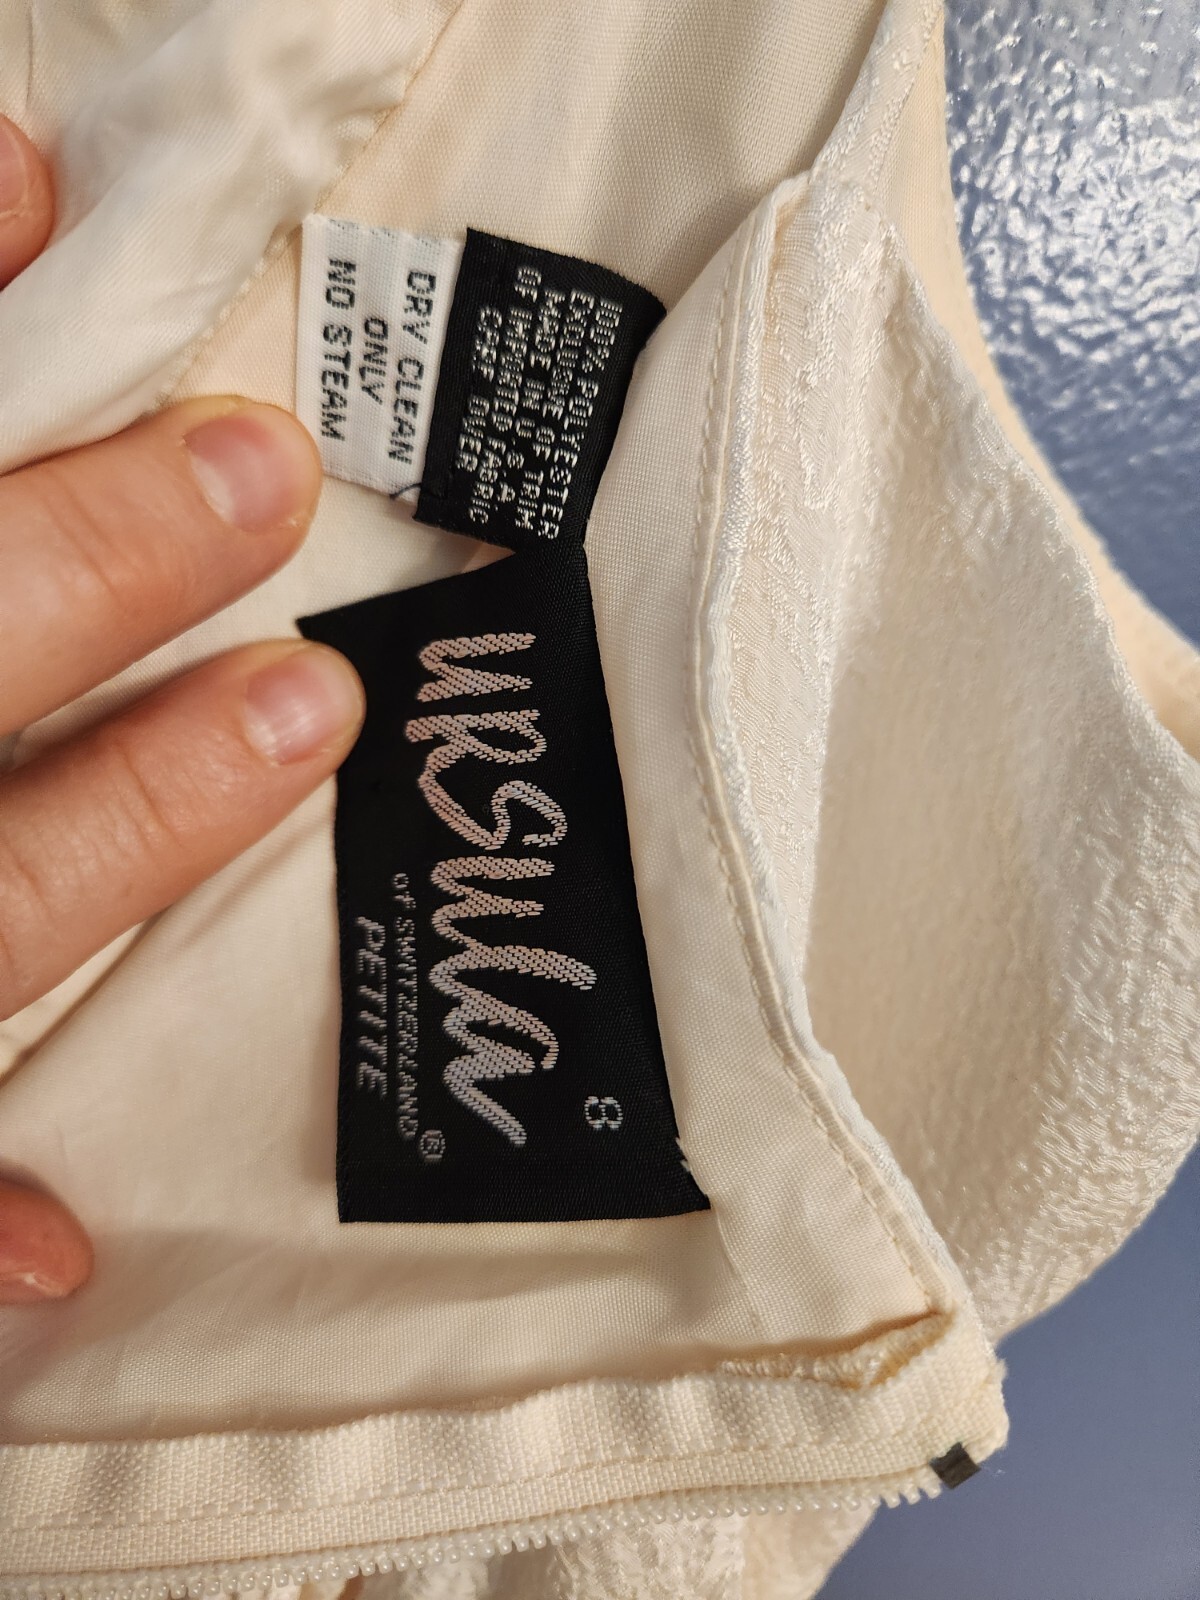 100% POLYESTER
EXCLUSIVE OF TRIM
MADE IN U S A
OF IMPORTED FABRIC
CARE OVER
DRY CLEAN
ONLY
NO STEAM
8
URSula
OF SWITZERLAND®
PETITE